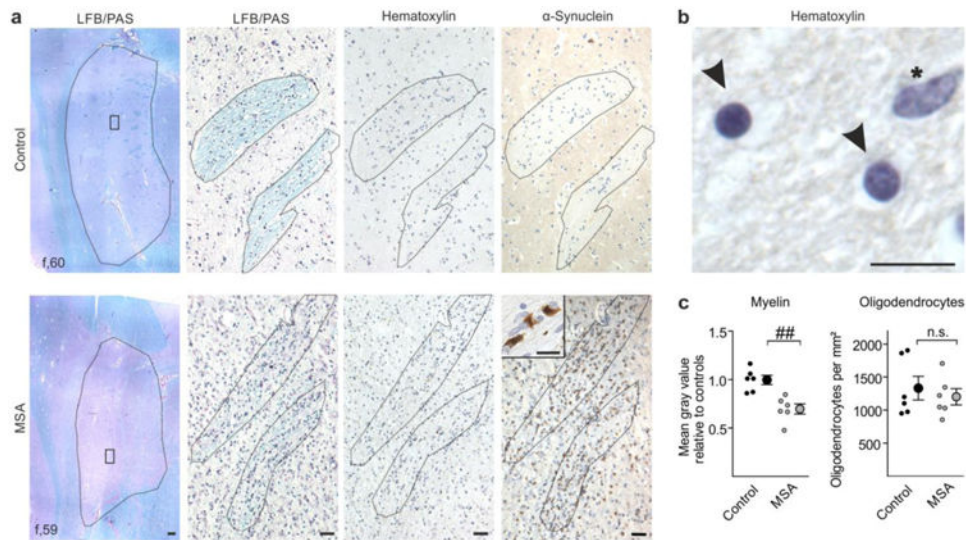 a
LFB/PAS
LFB/PAS
Hematoxylin
α-Synuclein
Control
f,60
MSA
f,59
b
Hematoxylin
*
c
Myelin
Mean gray value
relative to controls
1.5
1.0
0.5
##
Control
MSA
Oligodendrocytes
Oligodendrocytes per mm²
2000
1500
1000
500
n.s.
Control
MSA